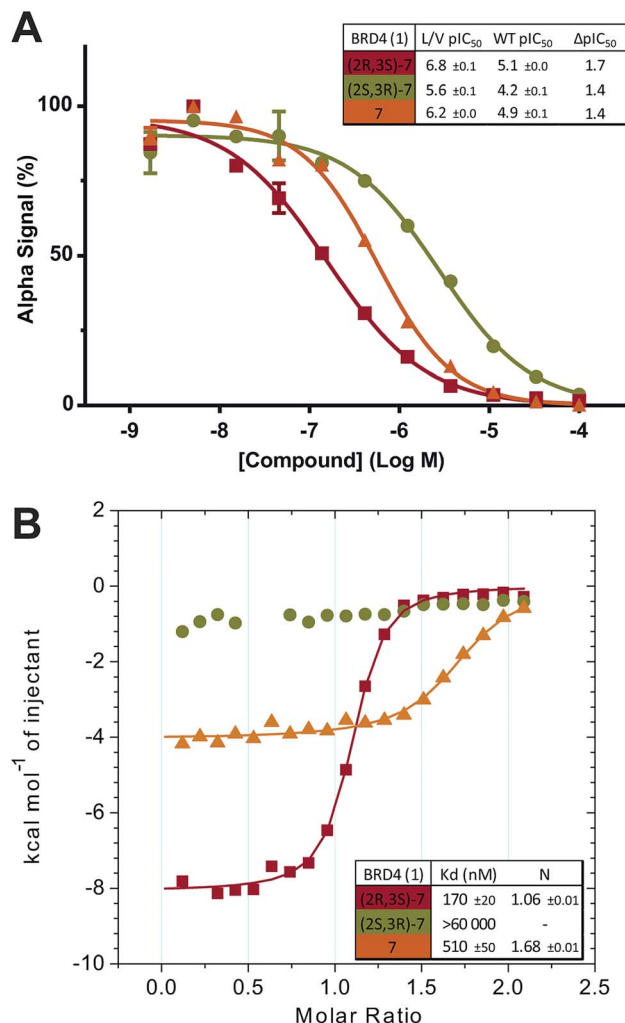 A
BRD4 (1) L/V pIC50 WT pIC50 ΔpIC50
(2R,3S)-7 6.8 ±0.1 5.1 ±0.0 1.7
(2S,3R)-7 5.6 ±0.1 4.2 ±0.1 1.4
7 6.2 ±0.0 4.9 ±0.1 1.4
Alpha Signal (%)
100
50
0
-9 -8 -7 -6 -5 -4
[Compound] (Log M)
B
kcal mol-1 of injectant
2
0
-2
-4
-6
-8
-10
BRD4 (1) Kd (nM) N
(2R,3S)-7 170 ±20 1.06 ±0.01
(2S,3R)-7 >60 000 -
7 510 ±50 1.68 ±0.01
0.0 0.5 1.0 1.5 2.0 2.5
Molar Ratio